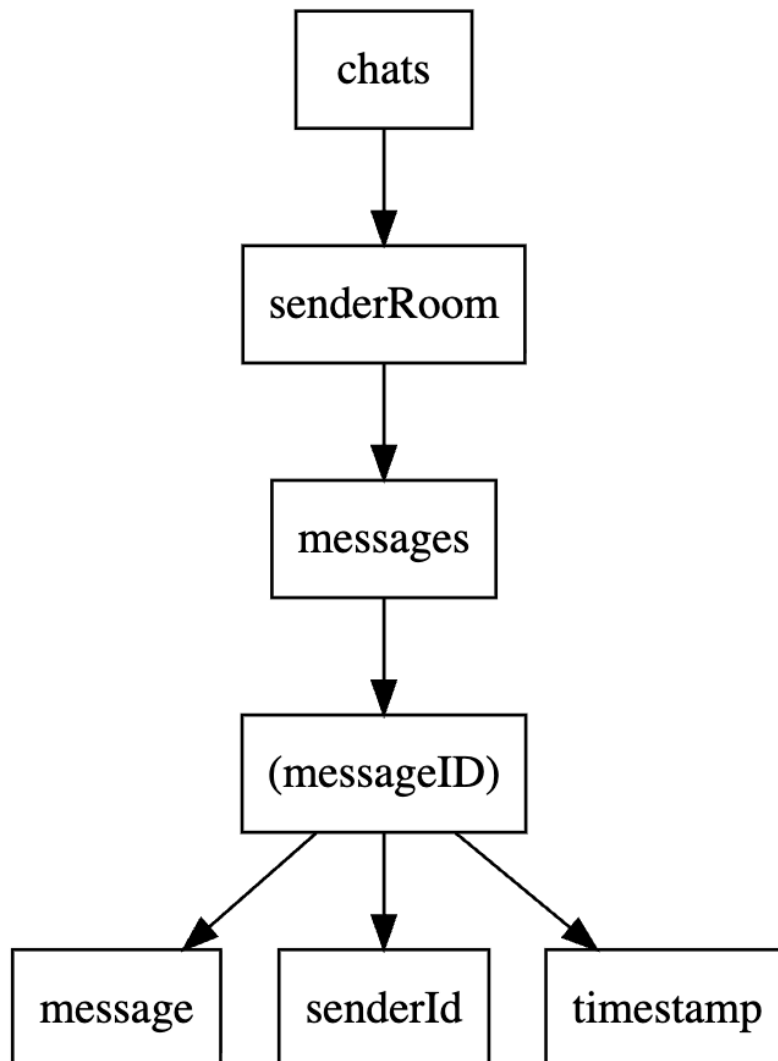 chats
senderRoom
messages
(messageID)
message
senderId
timestamp